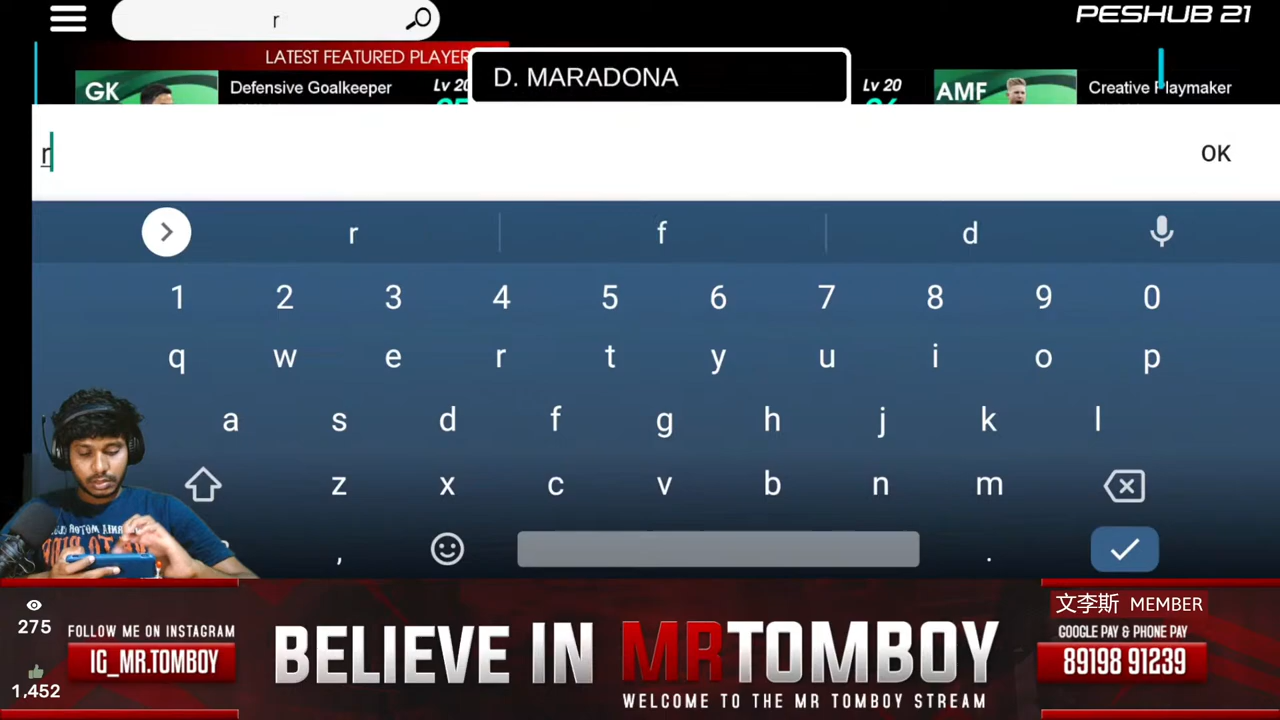 r
PESHUB 21
LATEST FEATURED PLAYER
D. MARADONA
GK
Defensive Goalkeeper
Lv 20
Lv 20
AMF
Creative Playmaker
r
OK
r f d
1 2 3 4 5 6 7 8 9 0
q w e r t y u i o p
a s d f g h j k l
z x c v b n m
, .
275
1,452
FOLLOW ME ON INSTAGRAM
IG_MR.TOMBOY
BELIEVE IN MRTOMBOY
WELCOME TO THE MR TOMBOY STREAM
文李斯 MEMBER
GOOGLE PAY & PHONE PAY
89198 91239